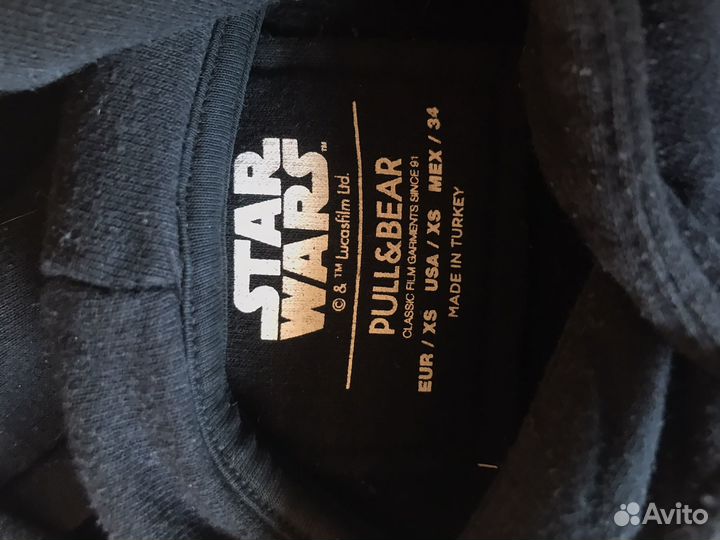 STAR
WARS™
© & ™ Lucasfilm Ltd.
PULL&BEAR
CLASSIC FILM GARMENTS SINCE 91
EUR / XS USA / XS MEX / 34
MADE IN TURKEY
Avito